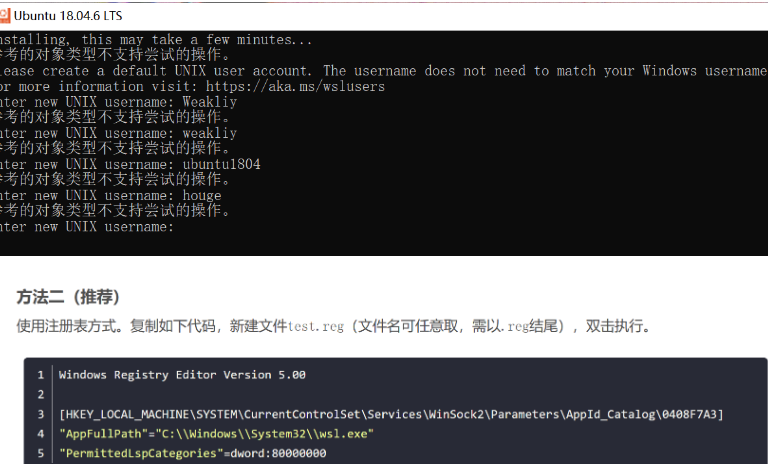 Ubuntu 18.04.6 LTS
nstalling, this may take a few minutes...
参考的对象类型不支持尝试的操作。
lease create a default UNIX user account. The username does not need to match your Windows username
or more information visit: https://aka.ms/wslusers
nter new UNIX username: Weakliy
参考的对象类型不支持尝试的操作。
nter new UNIX username: weakliy
参考的对象类型不支持尝试的操作。
nter new UNIX username: ubuntu1804
参考的对象类型不支持尝试的操作。
nter new UNIX username: houge
参考的对象类型不支持尝试的操作。
nter new UNIX username:
方法二（推荐）
使用注册表方式。复制如下代码，新建文件test.reg（文件名可任意取，需以.reg结尾），双击执行。
1 Windows Registry Editor Version 5.00
2
3 [HKEY_LOCAL_MACHINE\SYSTEM\CurrentControlSet\Services\WinSock2\Parameters\AppId_Catalog\0408F7A3]
4 "AppFullPath"="C:\\Windows\\System32\\wsl.exe"
5 "PermittedLspCategories"=dword:80000000